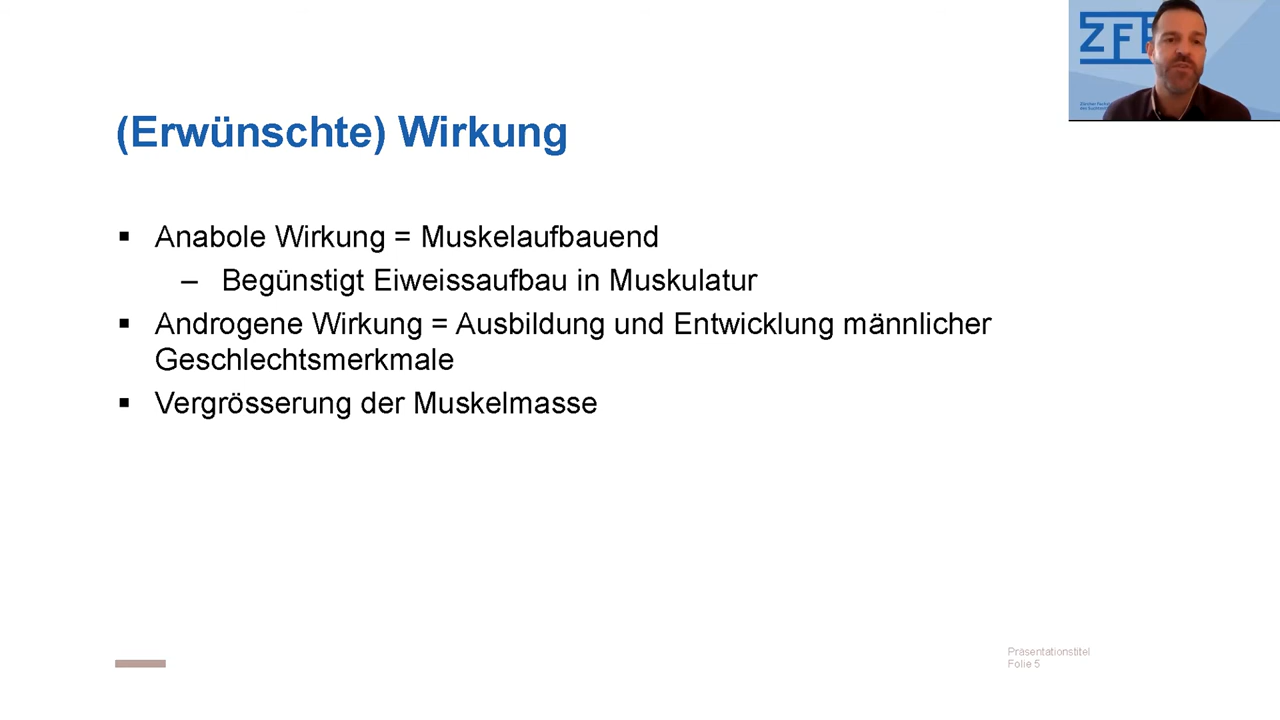 (Erwünschte) Wirkung
▪ Anabole Wirkung = Muskelaufbauend
– Begünstigt Eiweissaufbau in Muskulatur
▪ Androgene Wirkung = Ausbildung und Entwicklung männlicher
Geschlechtsmerkmale
▪ Vergrösserung der Muskelmasse
Präsentationstitel
Folie 5